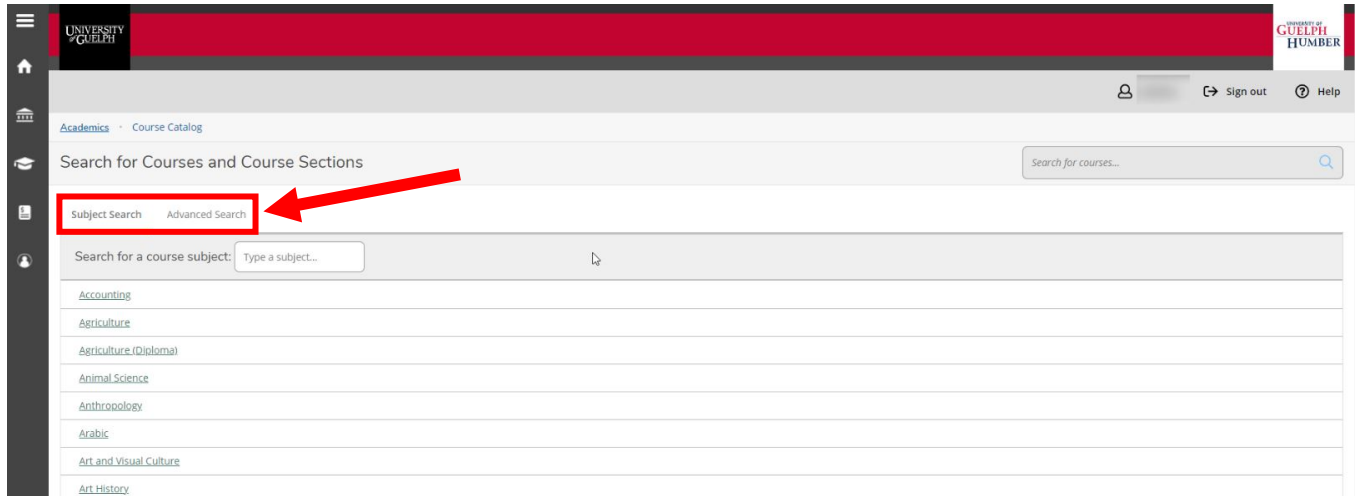 UNIVERSITY
OF GUELPH
UNIVERSITY OF
GUELPH
HUMBER
Sign out
Help
Academics · Course Catalog
Search for Courses and Course Sections
Search for courses...
Subject Search
Advanced Search
Search for a course subject:
Type a subject...
Accounting
Agriculture
Agriculture (Diploma)
Animal Science
Anthropology
Arabic
Art and Visual Culture
Art History